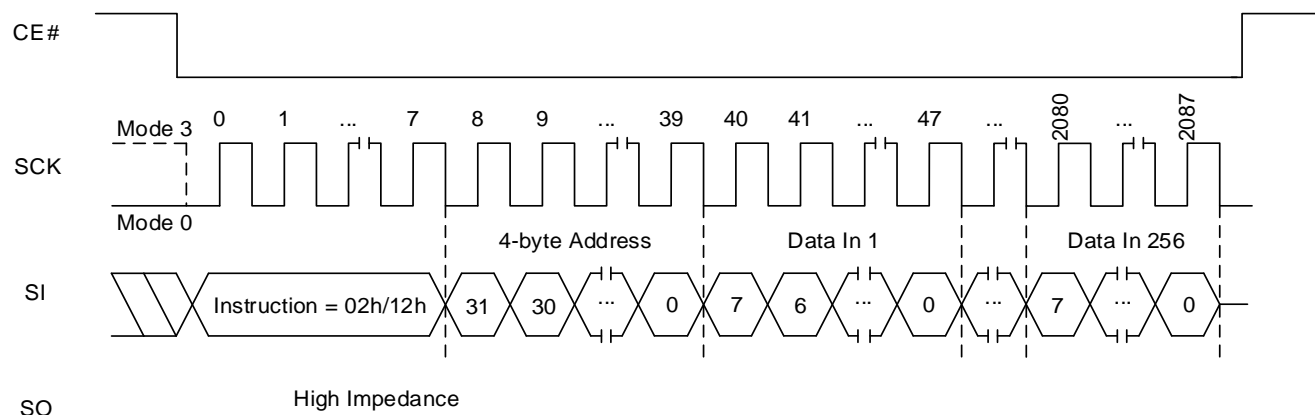 CE#
0 1 ... 7 8 9 ... 39 40 41 ... 47 ... 2080 ... 2087
Mode 3
SCK
Mode 0
4-byte Address Data In 1 Data In 256
SI
Instruction = 02h/12h 31 30 ... 0 7 6 ... 0 ... 7 ... 0
High Impedance
SO